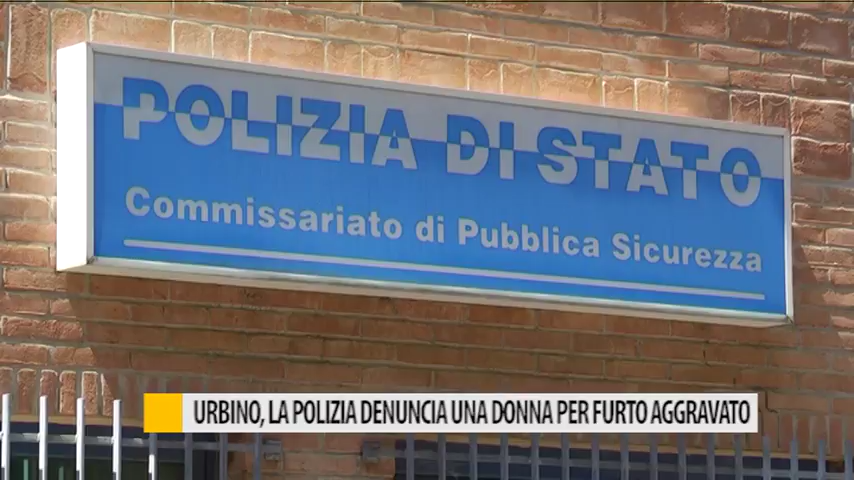 POLIZIA DI STATO
Commissariato di Pubblica Sicurezza
URBINO, LA POLIZIA DENUNCIA UNA DONNA PER FURTO AGGRAVATO